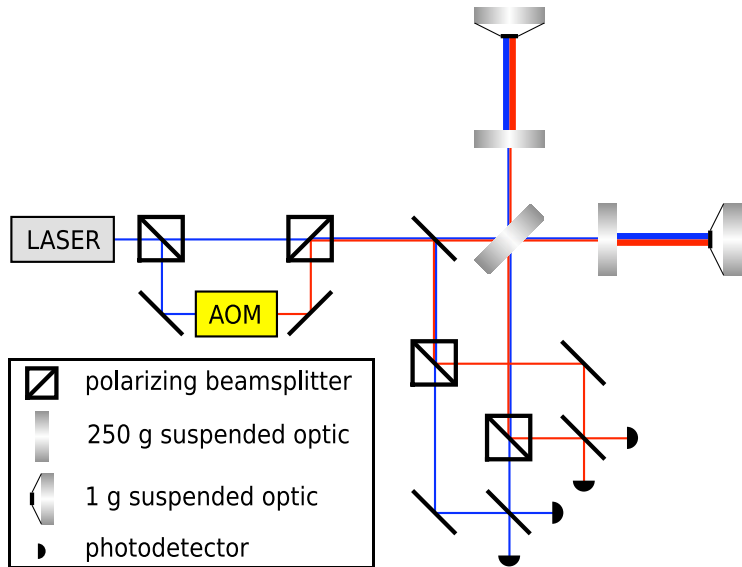 LASER
AOM
polarizing beamsplitter
250 g suspended optic
1 g suspended optic
photodetector